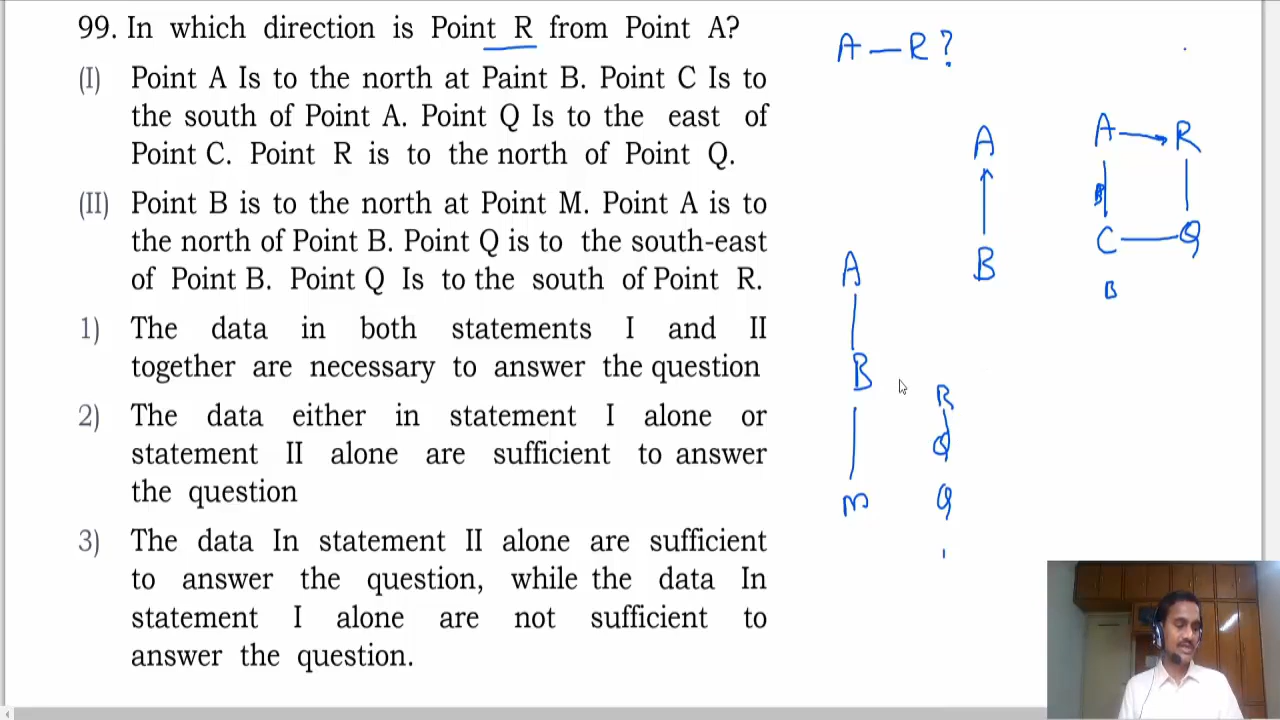 99. In which direction is Point R from Point A?
(I) Point A Is to the north at Paint B. Point C Is to
the south of Point A. Point Q Is to the east of
Point C. Point R is to the north of Point Q.
(II) Point B is to the north at Point M. Point A is to
the north of Point B. Point Q is to the south-east
of Point B. Point Q Is to the south of Point R.
1) The data in both statements I and II
together are necessary to answer the question
2) The data either in statement I alone or
statement II alone are sufficient to answer
the question
3) The data In statement II alone are sufficient
to answer the question, while the data In
statement I alone are not sufficient to
answer the question.
A — R ?
A
B
A R
B
C Q
B
A
B
R
Q
M Q